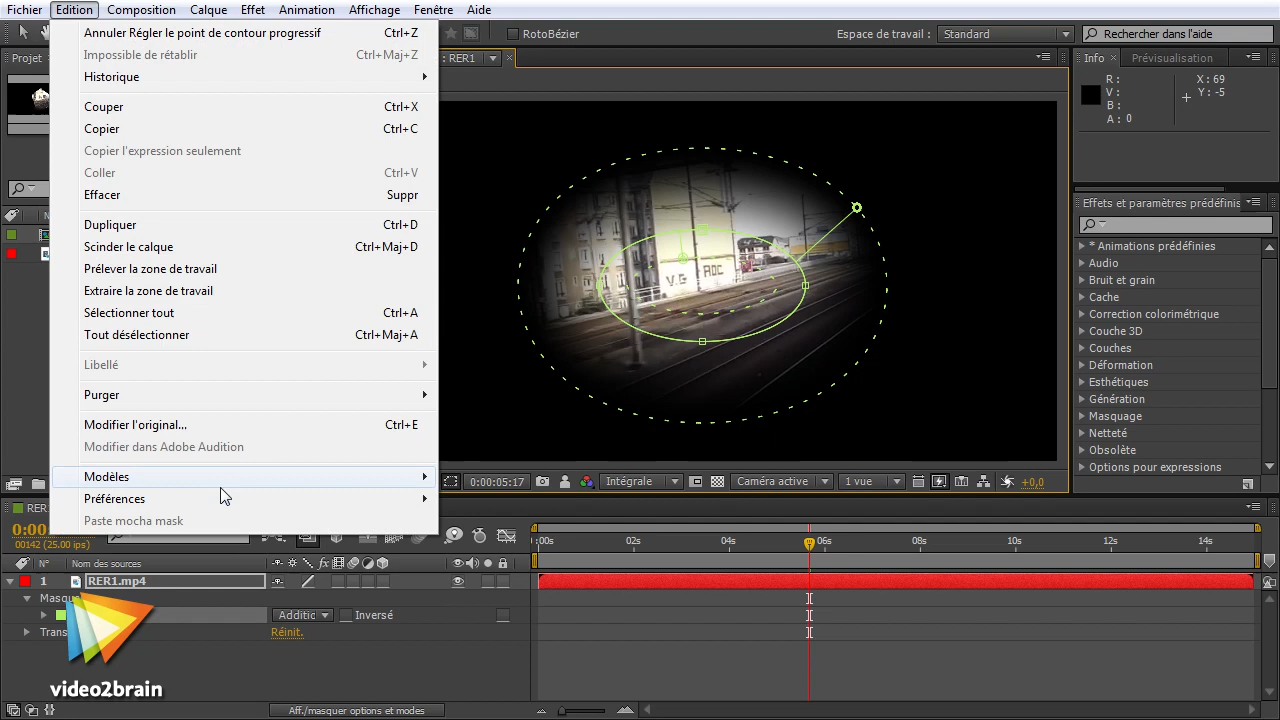 Fichier Edition Composition Calque Effet Animation Affichage Fenêtre Aide
RotoBézier
Espace de travail : Standard
Rechercher dans l'aide
Projet
: RER1
Info
Prévisualisation
R :
V :
B :
A : 0
X : 69
Y : -5
Annuler Régler le point de contour progressif Ctrl+Z
Impossible de rétablir Ctrl+Maj+Z
Historique
Couper Ctrl+X
Copier Ctrl+C
Copier l'expression seulement
Coller Ctrl+V
Effacer Suppr
Dupliquer Ctrl+D
Scinder le calque Ctrl+Maj+D
Prélever la zone de travail
Extraire la zone de travail
Sélectionner tout Ctrl+A
Tout désélectionner Ctrl+Maj+A
Libellé
Purger
Modifier l'original... Ctrl+E
Modifier dans Adobe Audition
Modèles
Préférences
Paste mocha mask
V.G ROC
Effets et paramètres prédéfinis
* Animations prédéfinies
Audio
Bruit et grain
Cache
Correction colorimétrique
Couche 3D
Couches
Déformation
Esthétiques
Génération
Masquage
Netteté
Obsolète
Options pour expressions
0:00:05:17 Intégrale Caméra active 1 vue +0,0
RER1
0:00
00142 (25.00 ips)
:00s 02s 04s 06s 08s 10s 12s 14s
N° Nom des sources
1 RER1.mp4
Masqu
Additic Inversé
Trans Réinit.
video2brain
Aff./masquer options et modes